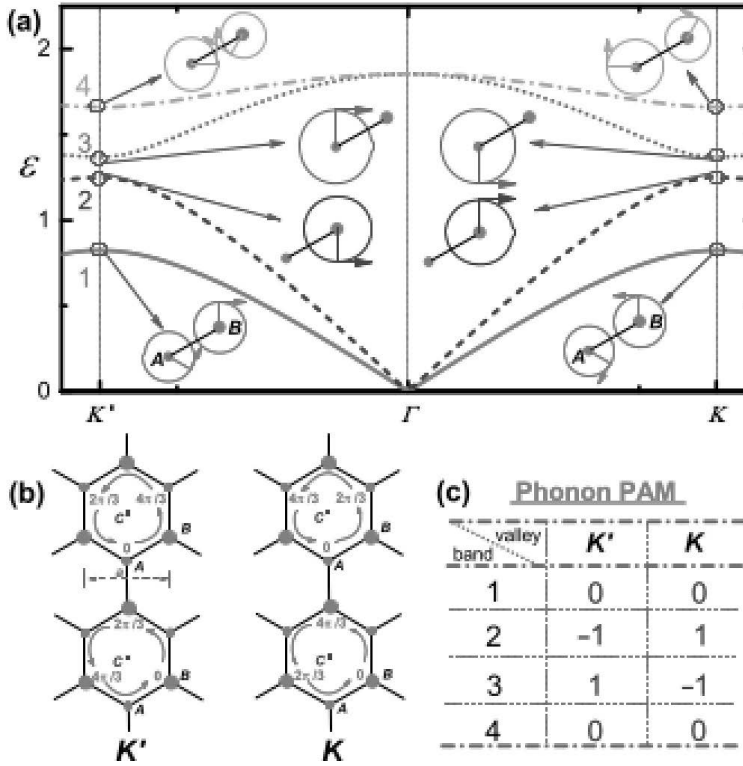 (a)
2
1
0
ε
4
3
2
1
A
B
A
B
K' Γ K
(b)
2π/3 4π/3
C*
0
B
A
a
2π/3
C*
4π/3 0
B
A
K'
4π/3 2π/3
C*
0
B
A
4π/3
C*
2π/3 0
B
A
K
(c) Phonon PAM
valley
band
K' K
1 0 0
2 −1 1
3 1 −1
4 0 0